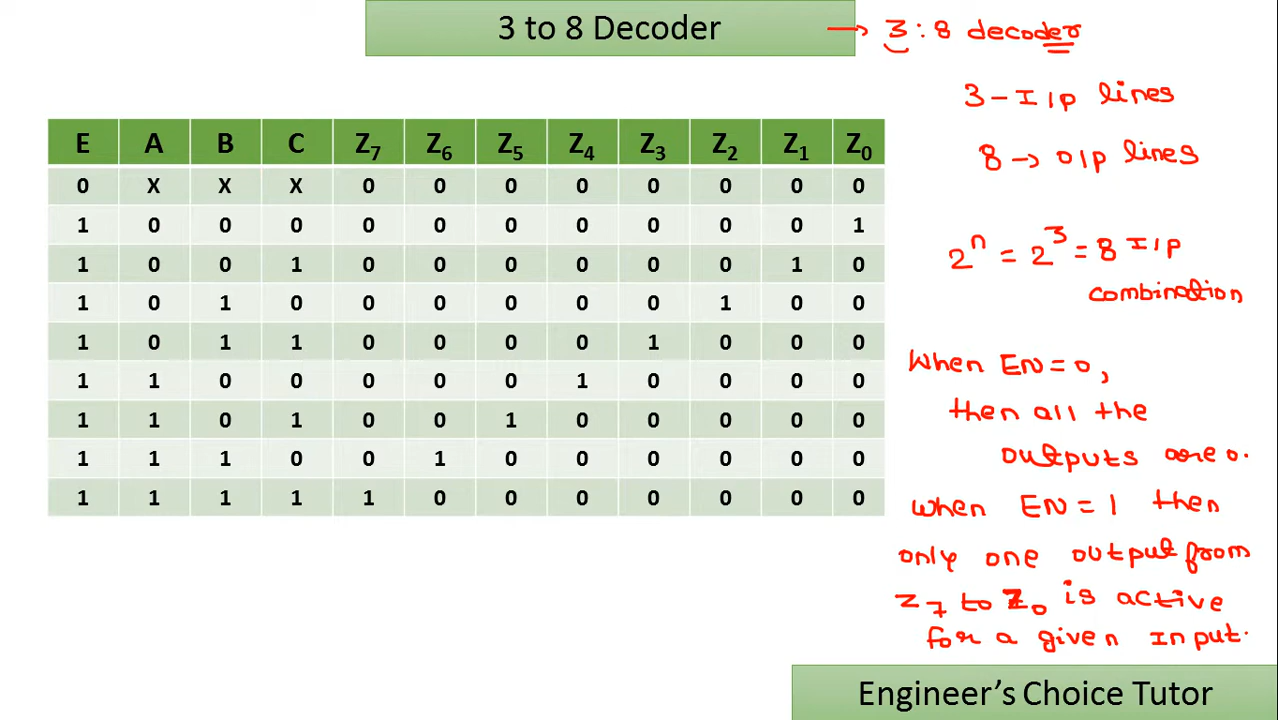 3 to 8 Decoder
→ 3 : 8 decoder
3 - I/p lines
8 → o/p lines
2ⁿ = 2³ = 8 I/p
combination
When EN = 0,
then all the
outputs are 0.
when EN = 1 then
only one output from
Z7 to Z0 is active
for a given Input.
E A B C Z7 Z6 Z5 Z4 Z3 Z2 Z1 Z0
0 X X X 0 0 0 0 0 0 0 0
1 0 0 0 0 0 0 0 0 0 0 1
1 0 0 1 0 0 0 0 0 0 1 0
1 0 1 0 0 0 0 0 0 1 0 0
1 0 1 1 0 0 0 0 1 0 0 0
1 1 0 0 0 0 0 1 0 0 0 0
1 1 0 1 0 0 1 0 0 0 0 0
1 1 1 0 0 1 0 0 0 0 0 0
1 1 1 1 1 0 0 0 0 0 0 0
Engineer's Choice Tutor